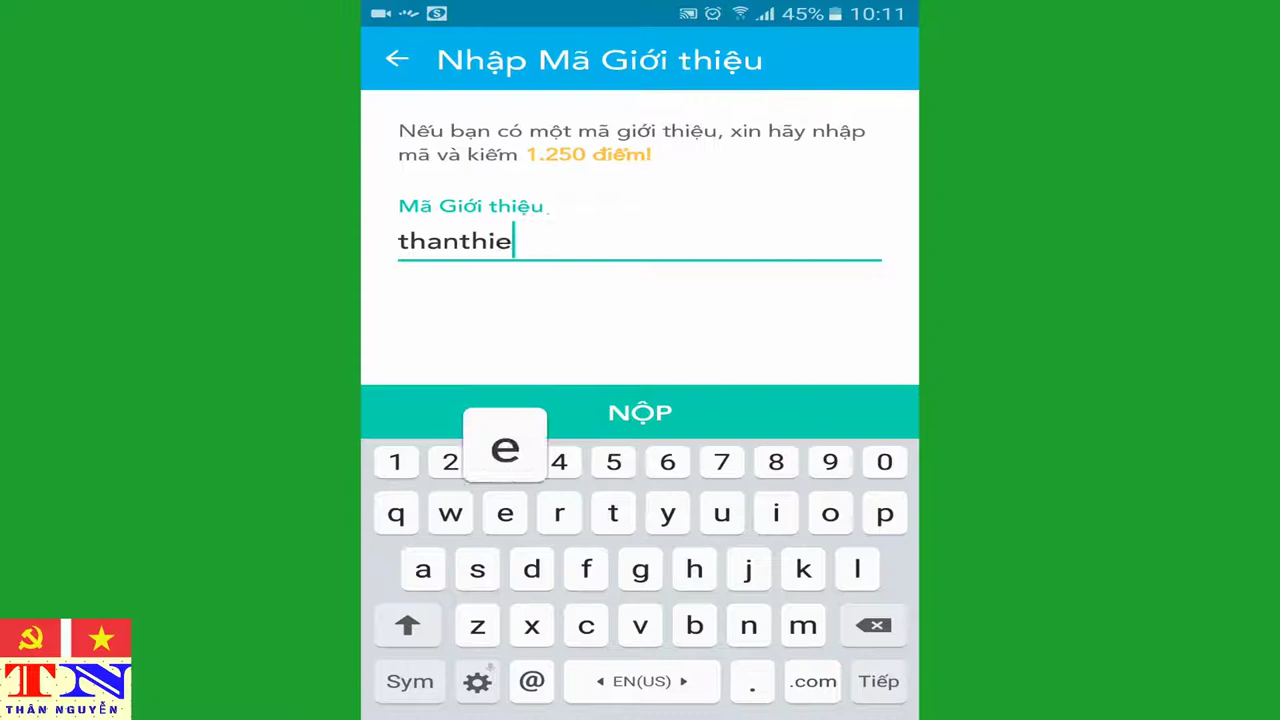 45% 10:11
Nhập Mã Giới thiệu
Nếu bạn có một mã giới thiệu, xin hãy nhập
mã và kiếm 1.250 điểm!
Mã Giới thiệu
thanthie
NỘP
e
1 2 4 5 6 7 8 9 0
q w e r t y u i o p
a s d f g h j k l
z x c v b n m
Sym @ EN(US) . .com Tiếp
TN
THÂN NGUYỄN